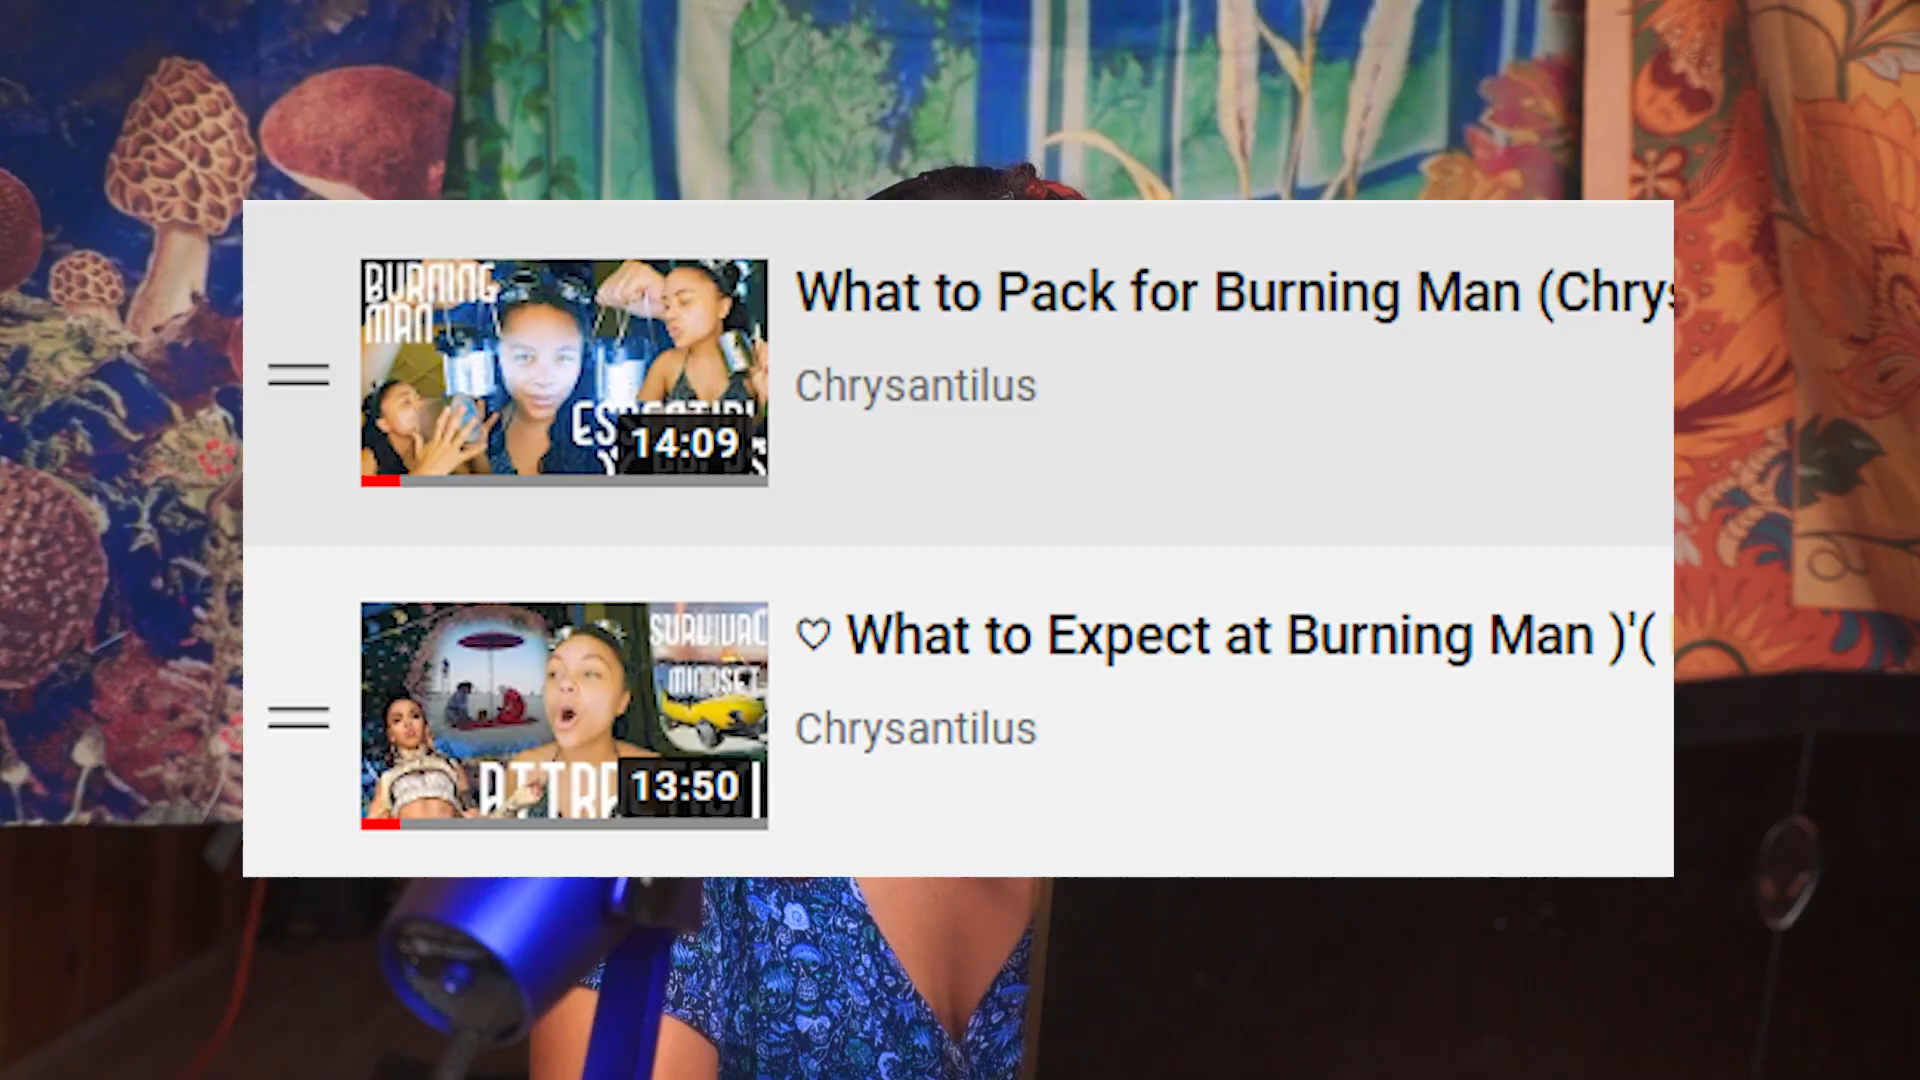 BURNING
MAN
14:09
What to Pack for Burning Man (Chrys
Chrysantilus
SURVIVAL
MINDSET
13:50
♡ What to Expect at Burning Man )'(
Chrysantilus